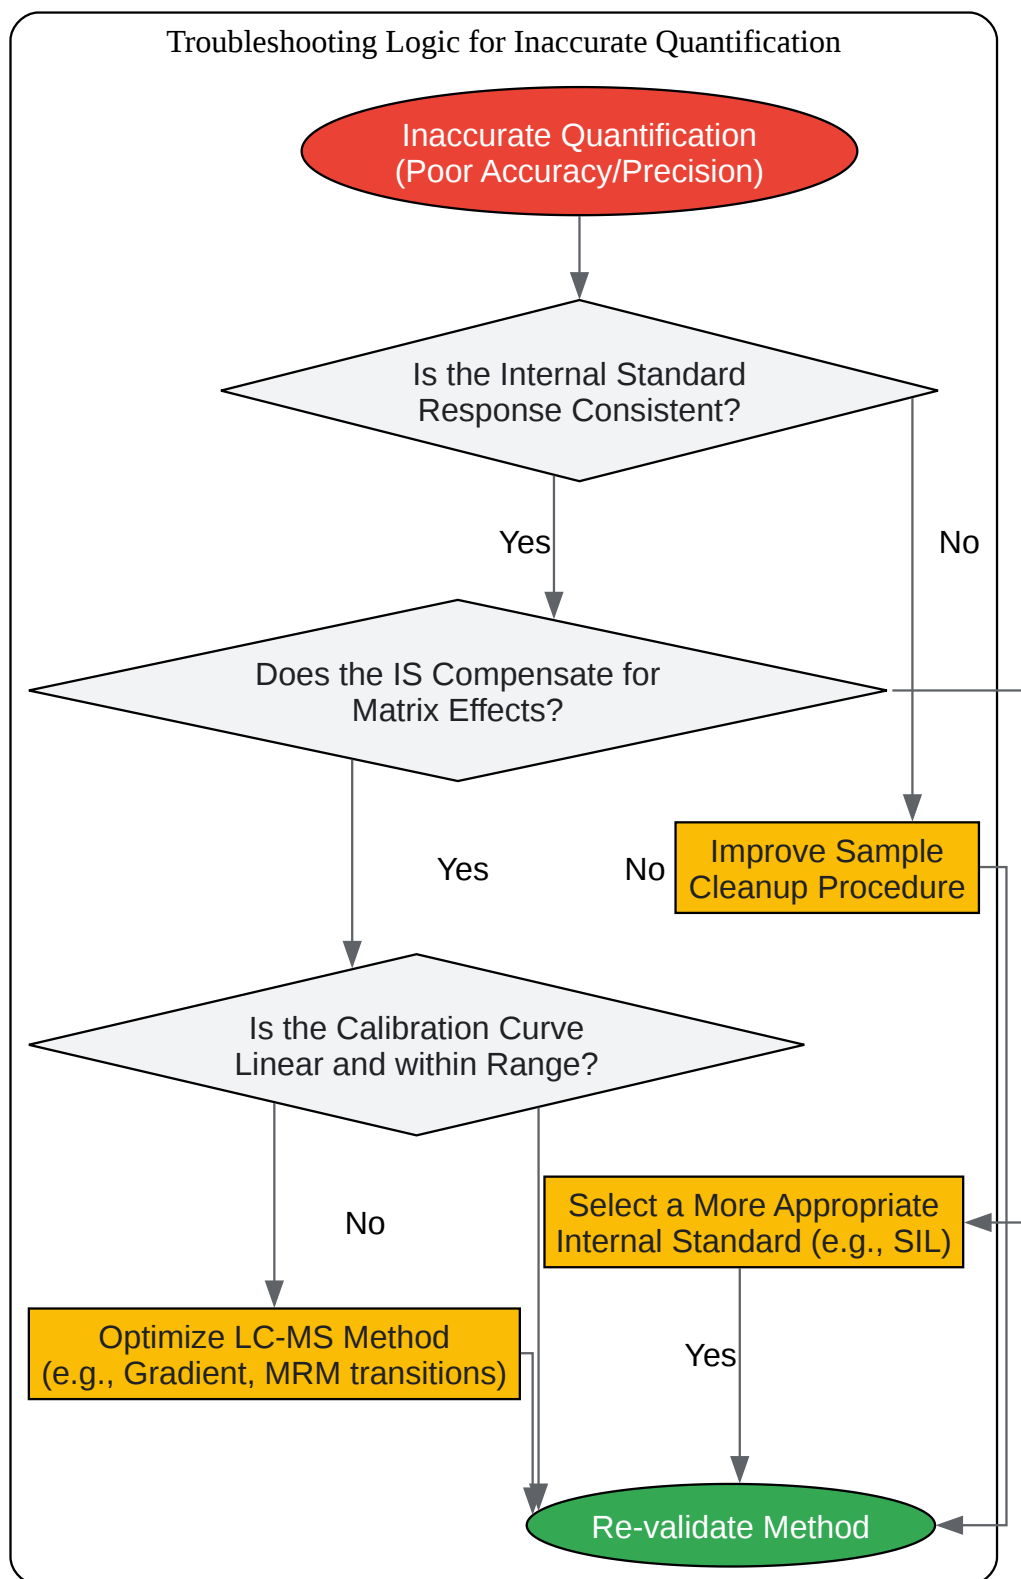 Troubleshooting Logic for Inaccurate Quantification
Inaccurate Quantification
(Poor Accuracy/Precision)
Is the Internal Standard
Response Consistent?
Yes
No
Does the IS Compensate for
Matrix Effects?
Yes
No
Improve Sample
Cleanup Procedure
Is the Calibration Curve
Linear and within Range?
No
Select a More Appropriate
Internal Standard (e.g., SIL)
Optimize LC-MS Method
(e.g., Gradient, MRM transitions)
Yes
Re-validate Method